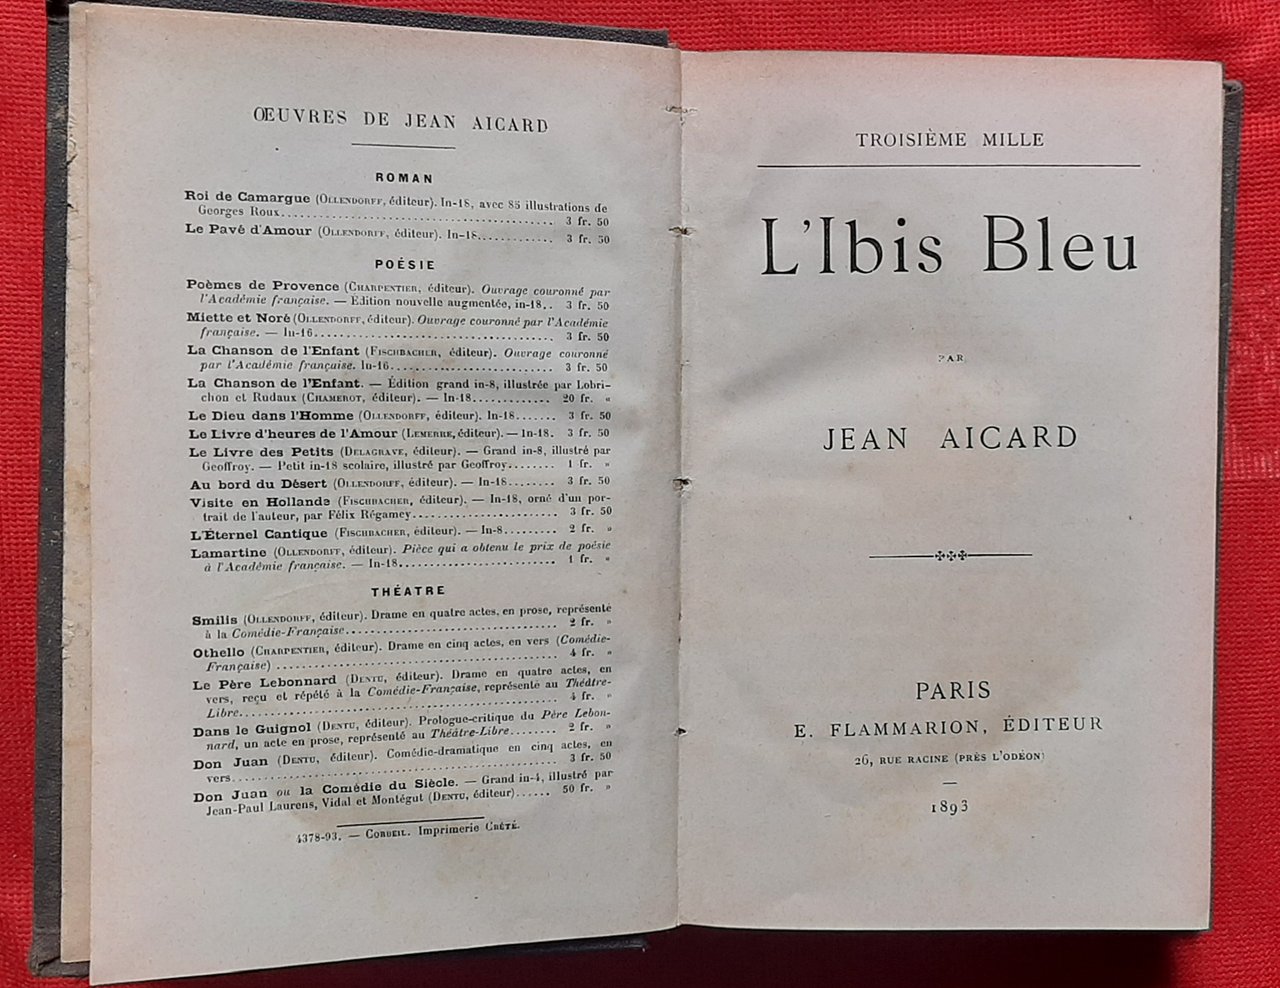 ŒUVRES DE JEAN AICARD
ROMAN
Roi de Camargue (OLLENDORFF, éditeur). In-18, avec 85 illustrations de
Georges Roux........................................ 3 fr. 50
Le Pavé d'Amour (OLLENDORFF, éditeur). In-18............ 3 fr. 50
POÉSIE
Poèmes de Provence (CHARPENTIER, éditeur). Ouvrage couronné par
l'Académie française. — Édition nouvelle augmentée, in-18.. 3 fr. 50
Miette et Noré (OLLENDORFF, éditeur). Ouvrage couronné par l'Académie
française. — In-16.................................... 3 fr. 50
La Chanson de l'Enfant (FISCHBACHER, éditeur). Ouvrage couronné
par l'Académie française. In-16........................ 3 fr. 50
La Chanson de l'Enfant. — Édition grand in-8, illustrée par Lobri-
chon et Rudaux (CHAMEROT, éditeur). — In-18............ 20 fr. «
Le Dieu dans l'Homme (OLLENDORFF, éditeur). In-18....... 3 fr. 50
Le Livre d'heures de l'Amour (LEMERRE, éditeur). — In-18. 3 fr. 50
Le Livre des Petits (DELAGRAVE, éditeur). — Grand in-8, illustré par
Geoffroy. — Petit in-18 scolaire, illustré par Geoffroy........ 1 fr. »
Au bord du Désert (OLLENDORFF, éditeur). — In-18........ 3 fr. 50
Visite en Hollande (FISCHBACHER, éditeur). — In-18, orné d'un por-
trait de l'auteur, par Félix Régamey..................... 3 fr. 50
L'Éternel Cantique (FISCHBACHER, éditeur). — In-8........ 2 fr. »
Lamartine (OLLENDORFF, éditeur). Pièce qui a obtenu le prix de poésie
à l'Académie française. — In-18......................... 1 fr. »
THÉATRE
Smilis (OLLENDORFF, éditeur). Drame en quatre actes, en prose, représenté
à la Comédie-Française................................ 2 fr. »
Othello (CHARPENTIER, éditeur). Drame en cinq actes, en vers (Comédie-
Française) .......................................... 4 fr. »
Le Père Lebonnard (DENTU, éditeur). Drame en quatre actes, en
vers, reçu et répété à la Comédie-Française, représenté au Théâtre-
Libre.............................................. 4 fr. »
Dans le Guignol (DENTU, éditeur). Prologue-critique du Père Lebon-
nard, un acte en prose, représenté au Théâtre-Libre........ 2 fr. »
Don Juan (DENTU, éditeur). Comédie-dramatique en cinq actes, en
vers............................................... 3 fr. 50
Don Juan ou la Comédie du Siècle. — Grand in-4, illustré par
Jean-Paul Laurens, Vidal et Montégut (DENTU, éditeur)...... 50 fr. »
4378-93. — CORBEIL. Imprimerie CRÉTÉ.
TROISIÈME MILLE
L'Ibis Bleu
PAR
JEAN AICARD
PARIS
E. FLAMMARION, ÉDITEUR
26, RUE RACINE (PRÈS L'ODÉON)
—
1893